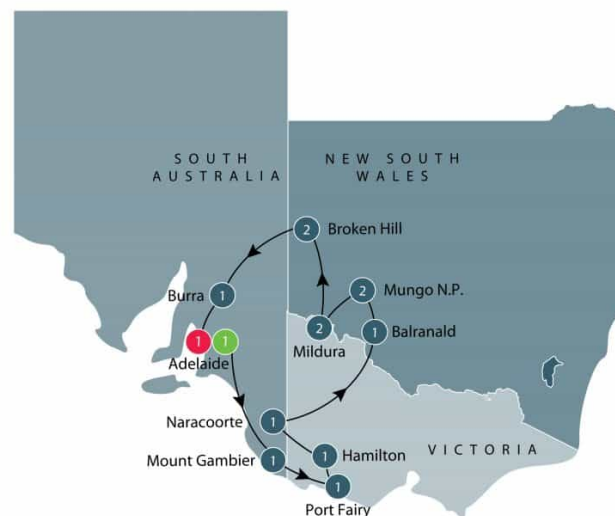 SOUTH
AUSTRALIA
NEW SOUTH
WALES
2 Broken Hill
Burra 1
2 Mungo N.P.
1 1
Adelaide
2
Mildura
1 Balranald
Naracoorte 1
Mount Gambier 1
1 Hamilton
VICTORIA
1
Port Fairy